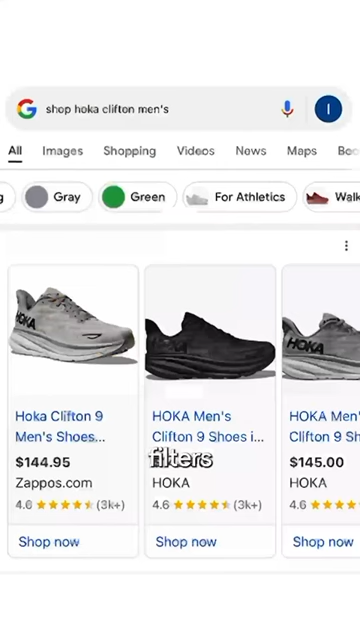 shop hoka clifton men's
I
All Images Shopping Videos News Maps Boo
g Gray Green For Athletics Walk
HOKA
HOKA
Hoka Clifton 9
Men's Shoes...
$144.95
Zappos.com
4.6 (3k+)
Shop now
HOKA Men's
Clifton 9 Shoes i...
HOKA
4.6 (3k+)
Shop now
HOKA Men
Clifton 9 Sh
$145.00
HOKA
4.6
Shop now
filters